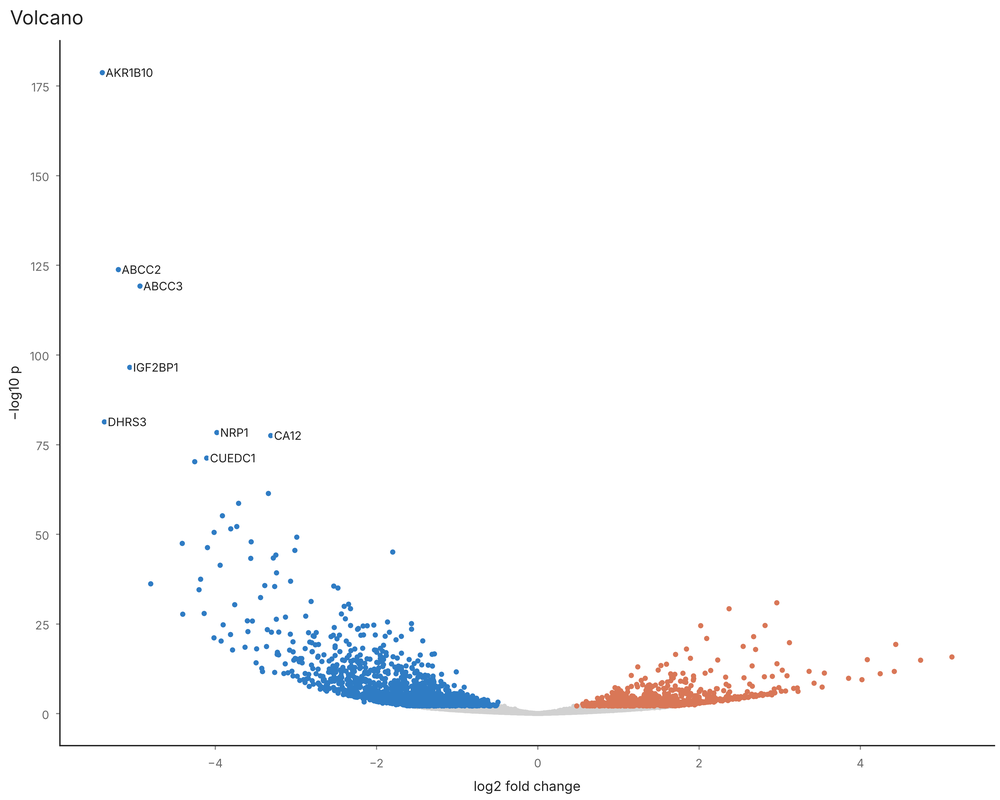 Volcano
AKR1B10
175
150
125
ABCC2
ABCC3
100
IGF2BP1
−log10 p
DHRS3
NRP1
CA12
75
CUEDC1
50
25
0
−4
−2
0
2
4
log2 fold change